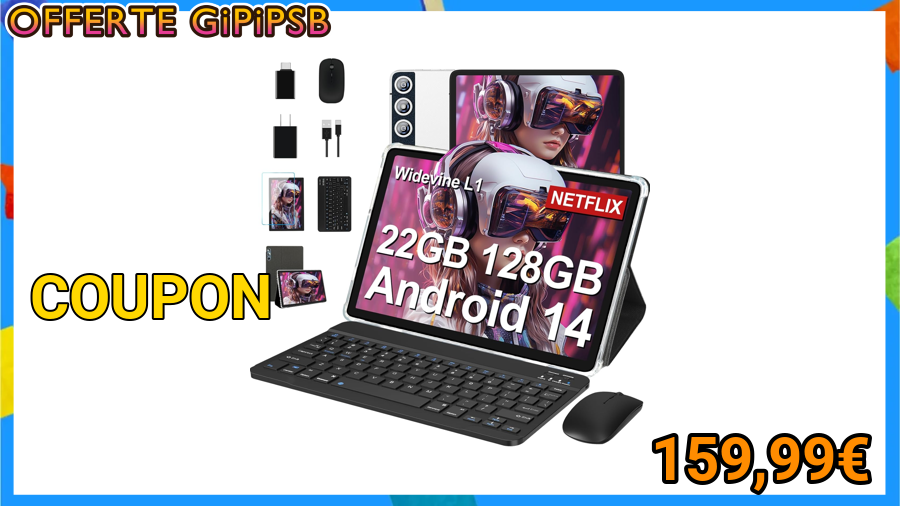 OFFERTE GiPiPSB
Widevine L1
NETFLIX
22GB 128GB
Android 14
COUPON
159,99€